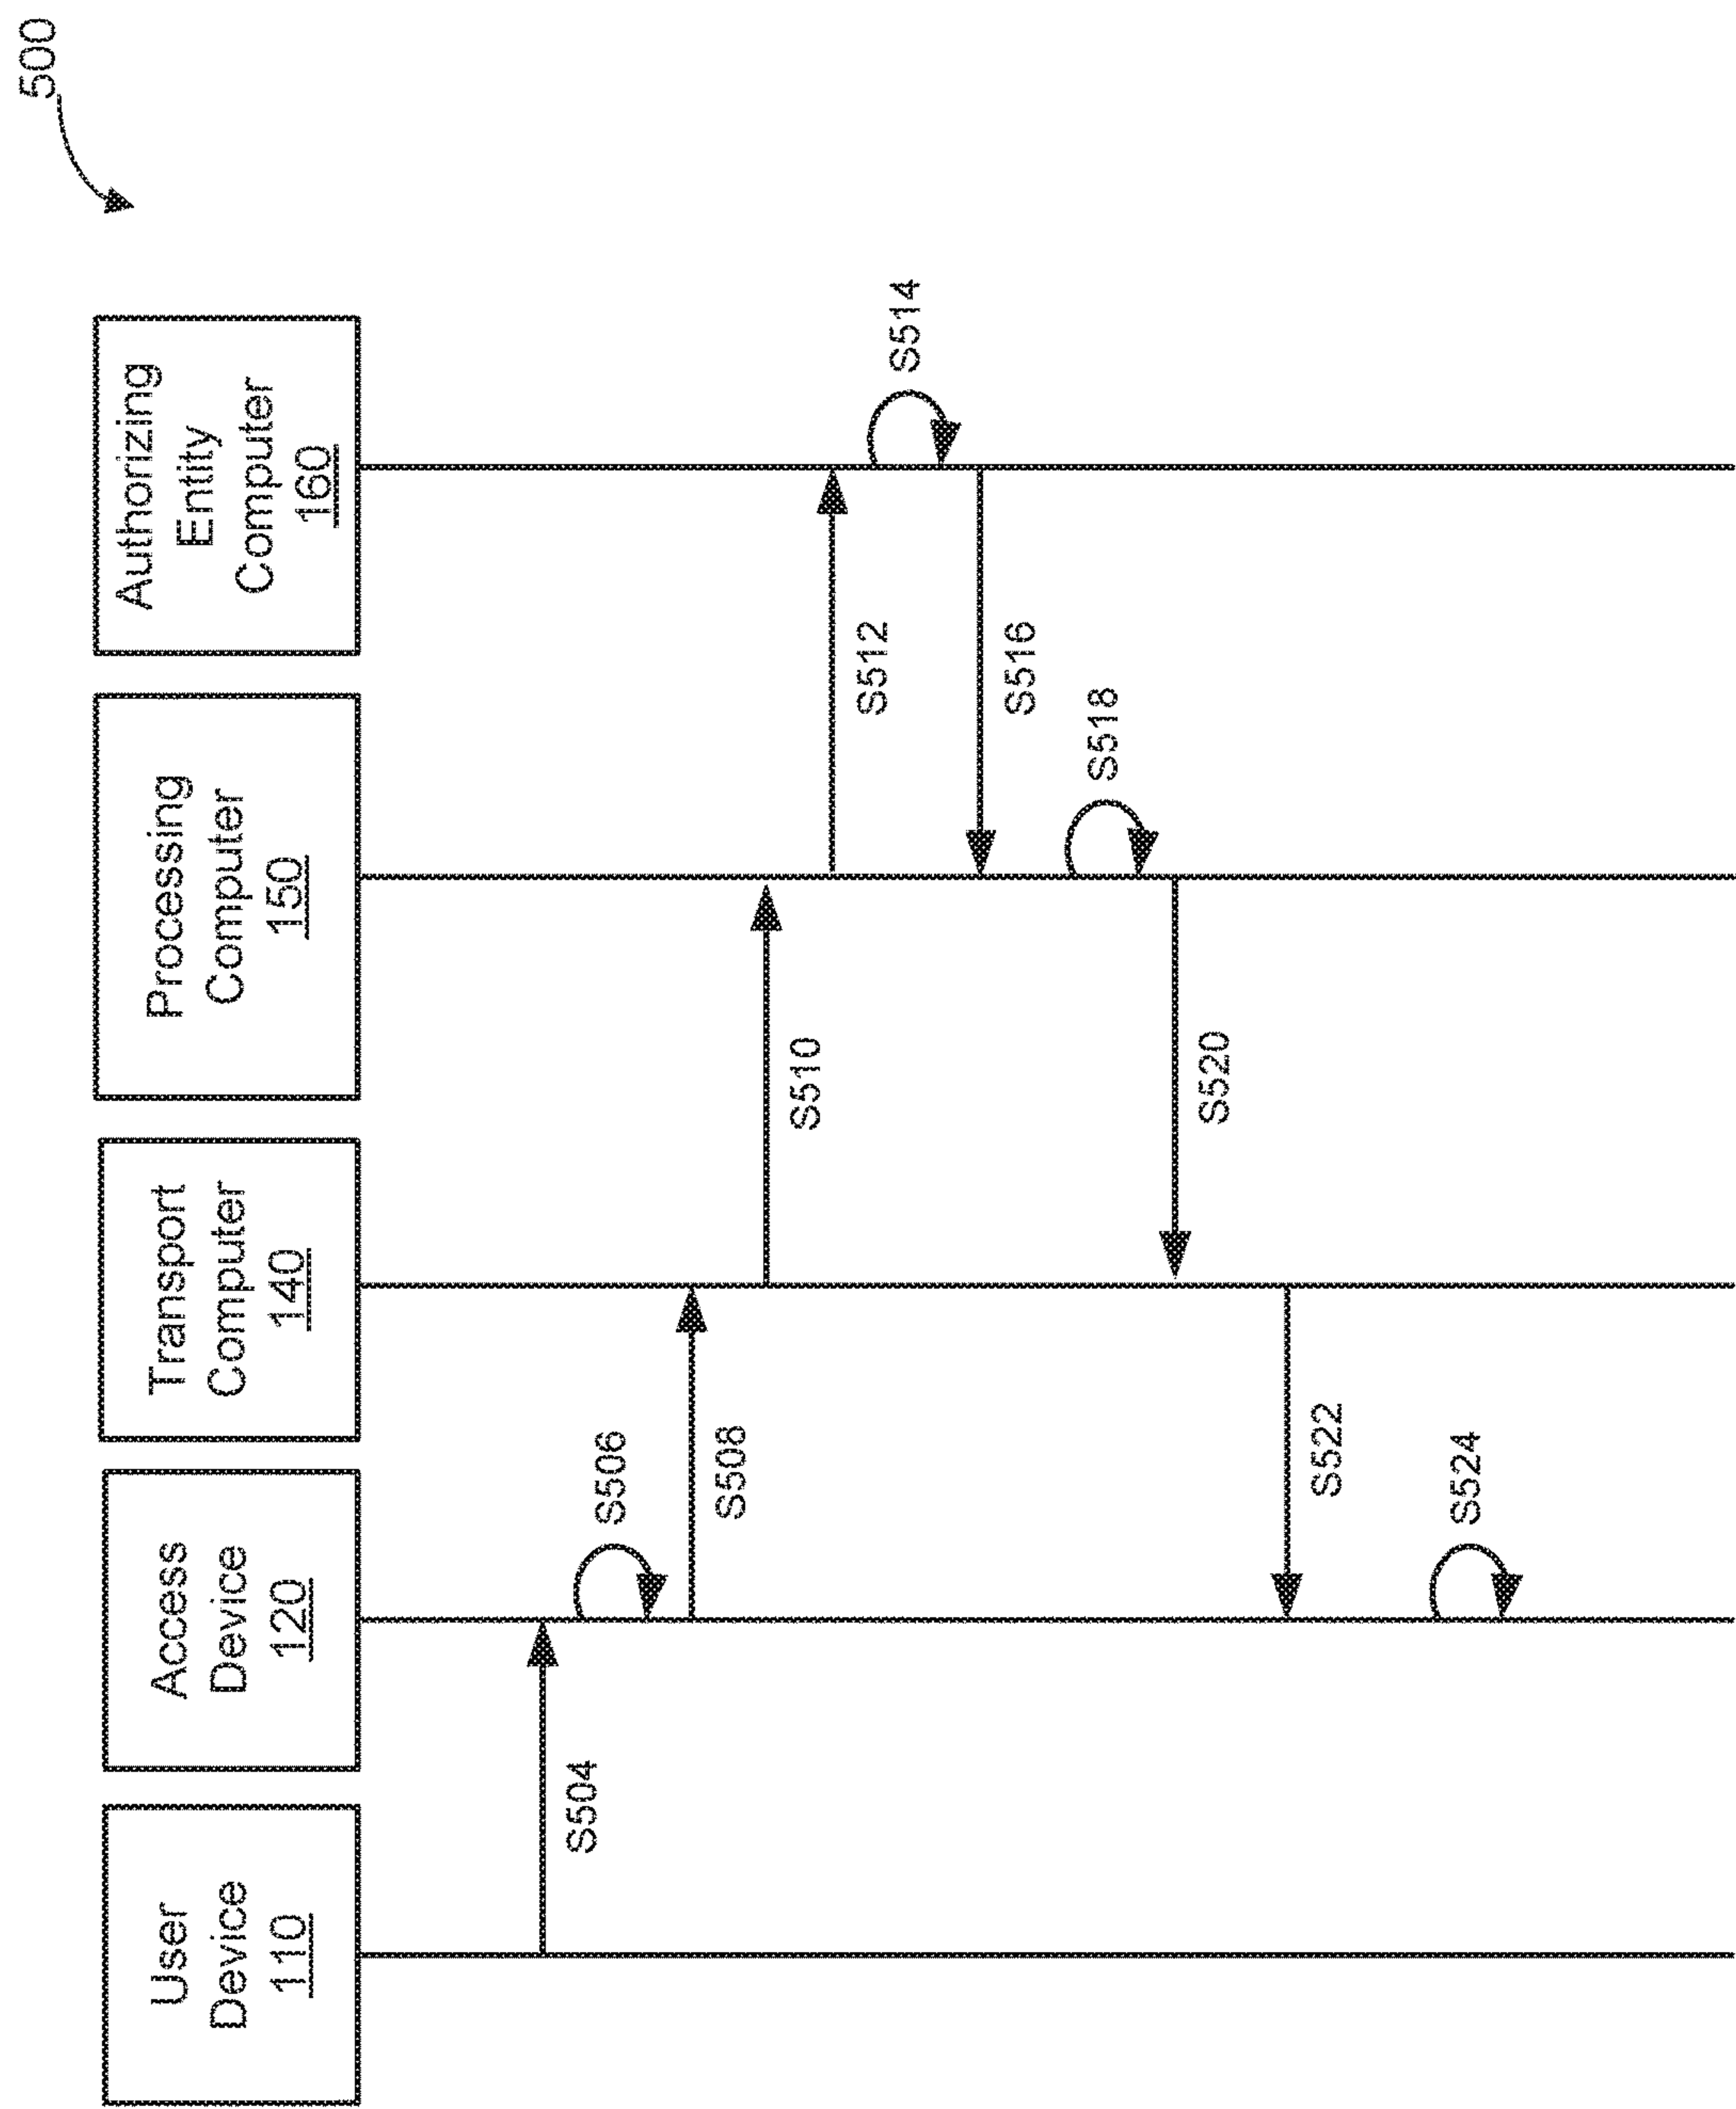 500
User
Device
110
Access
Device
120
Transport
Computer
140
Processing
Computer
150
Authorizing
Entity
Computer
160
S504
S506
S508
S510
S512
S514
S516
S518
S520
S522
S524